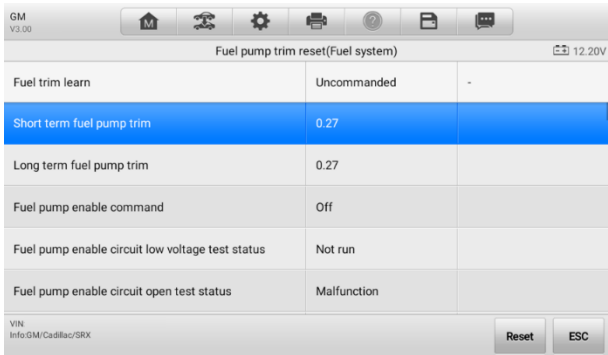 GM
V3.00
M
?
Fuel pump trim reset(Fuel system)
12.20V
Fuel trim learn Uncommanded -
Short term fuel pump trim 0.27
Long term fuel pump trim 0.27
Fuel pump enable command Off
Fuel pump enable circuit low voltage test status Not run
Fuel pump enable circuit open test status Malfunction
VIN
Info:GM/Cadillac/SRX
Reset ESC